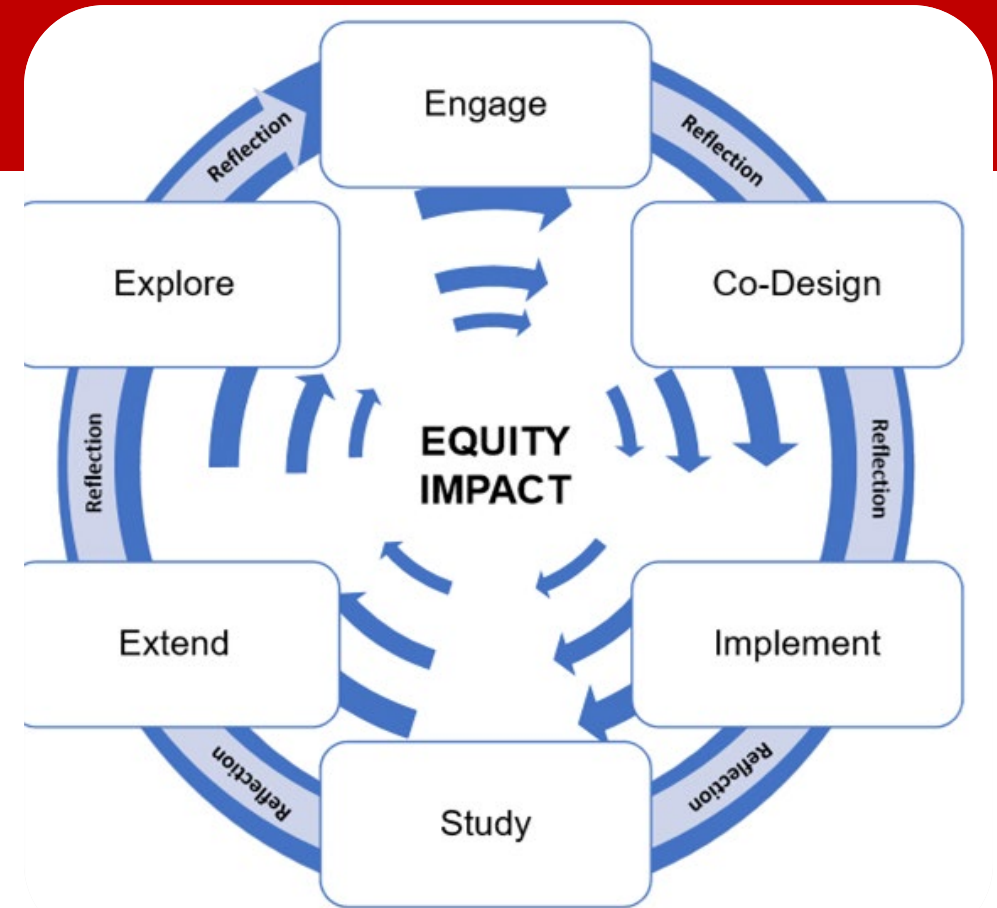 Engage
Reflection
Reflection
Explore
Co-Design
EQUITY
IMPACT
Reflection
Reflection
Extend
Implement
Reflection
Reflection
Study